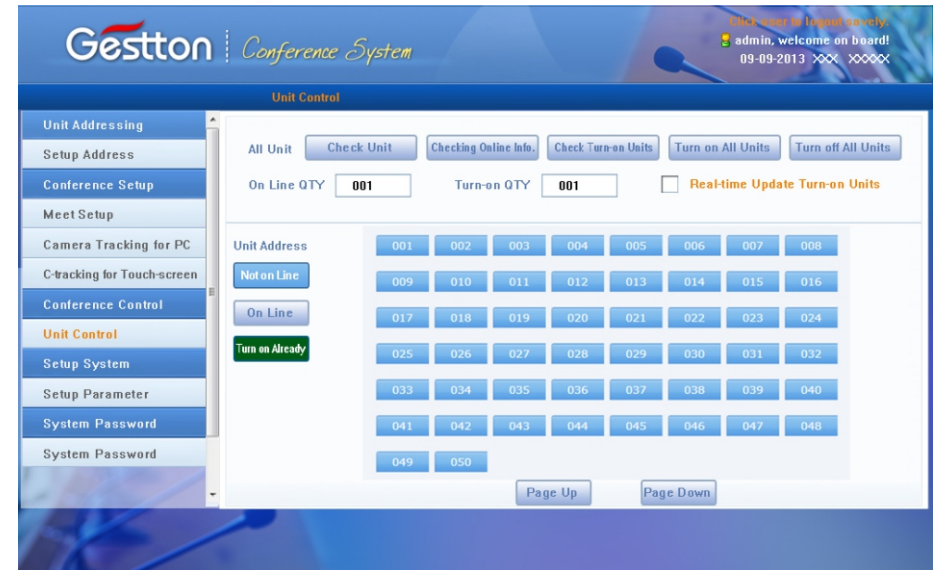 Gestton Conference System
Click user to logout safely.
admin, welcome on board!
09-09-2013 XXX XXXXX
Unit Control
Unit Addressing
Setup Address
Conference Setup
Meet Setup
Camera Tracking for PC
C-tracking for Touch-screen
Conference Control
Unit Control
Setup System
Setup Parameter
System Password
System Password
All Unit Check Unit Checking Online Info. Check Turn-on Units Turn on All Units Turn off All Units
On Line QTY 001 Turn-on QTY 001 Real-time Update Turn-on Units
Unit Address
Not on Line
On Line
Turn on Already
001 002 003 004 005 006 007 008
009 010 011 012 013 014 015 016
017 018 019 020 021 022 023 024
025 026 027 028 029 030 031 032
033 034 035 036 037 038 039 040
041 042 043 044 045 046 047 048
049 050
Page Up Page Down